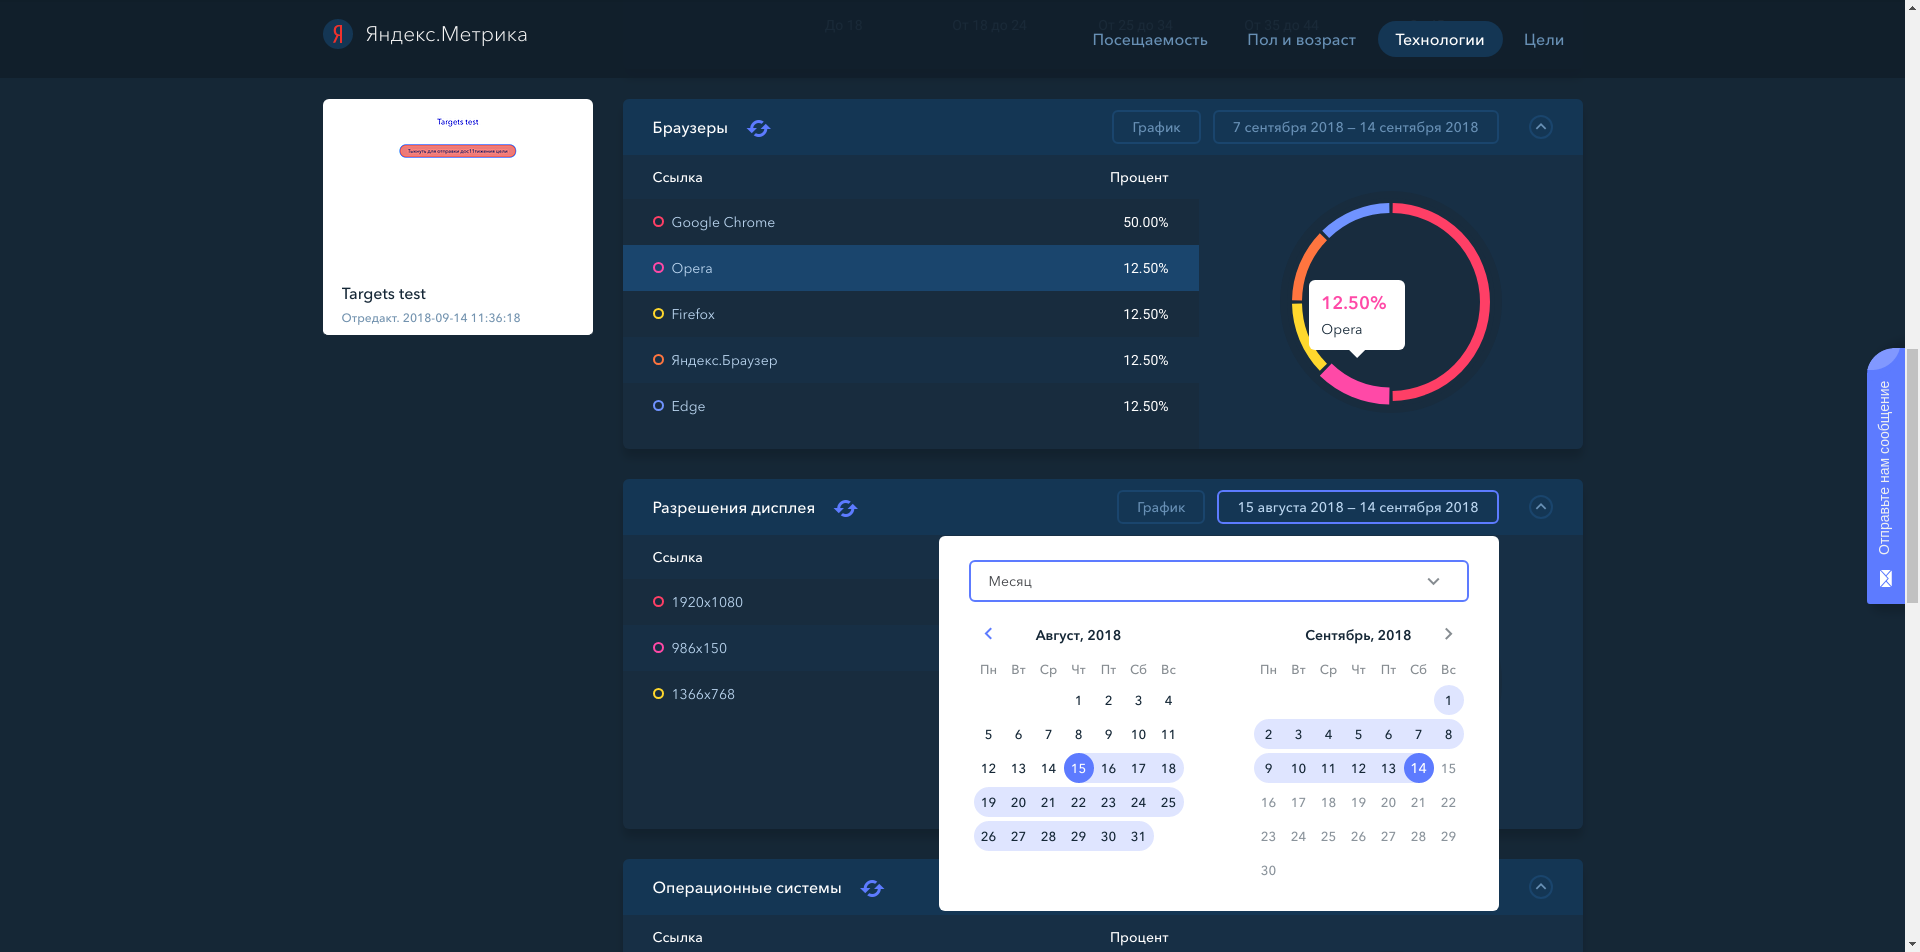 Яндекс.Метрика
До 18
От 18 до 24
От 25 до 34
От 35 до 44
Посещаемость
Пол и возраст
Технологии
Цели
Targets test
Targets test
Отредакт. 2018-09-14 11:36:18
Браузеры
График
7 сентября 2018 – 14 сентября 2018
Ссылка Процент
Google Chrome 50.00%
Opera 12.50%
Firefox 12.50%
Яндекс.Браузер 12.50%
Edge 12.50%
12.50%
Opera
Разрешения дисплея
График
15 августа 2018 – 14 сентября 2018
Ссылка
1920x1080
986x150
1366x768
Месяц
Август, 2018
Пн Вт Ср Чт Пт Сб Вс
1 2 3 4
5 6 7 8 9 10 11
12 13 14 15 16 17 18
19 20 21 22 23 24 25
26 27 28 29 30 31
Сентябрь, 2018
Пн Вт Ср Чт Пт Сб Вс
1
2 3 4 5 6 7 8
9 10 11 12 13 14 15
16 17 18 19 20 21 22
23 24 25 26 27 28 29
30
Операционные системы
Ссылка Процент
Отправьте нам сообщение